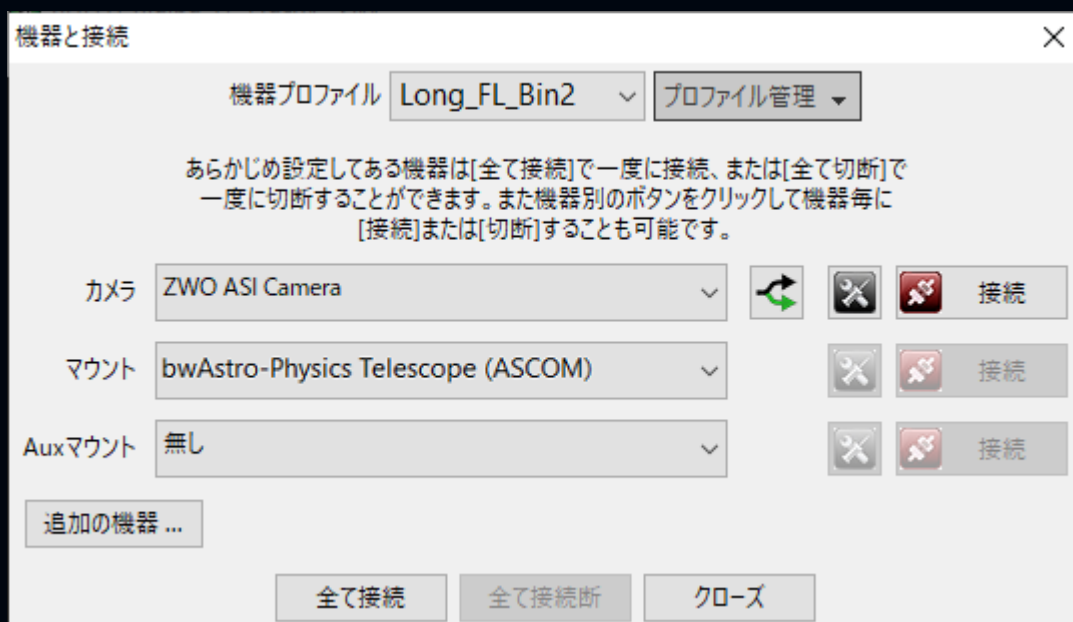 機器と接続
機器プロファイル Long_FL_Bin2 プロファイル管理
あらかじめ設定してある機器は[全て接続]で一度に接続、または[全て切断]で
一度に切断することができます。また機器別のボタンをクリックして機器毎に
[接続]または[切断]することも可能です。
カメラ ZWO ASI Camera 接続
マウント bwAstro-Physics Telescope (ASCOM) 接続
Auxマウント 無し 接続
追加の機器 ...
全て接続 全て接続断 クローズ